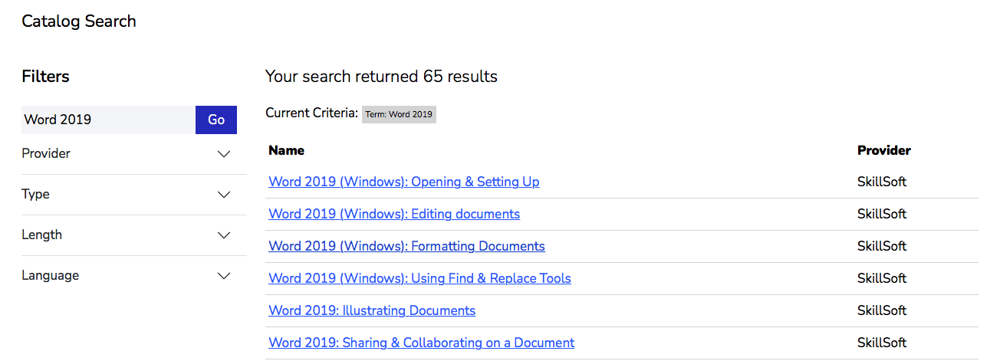 Catalog Search
Filters
Word 2019 Go
Provider
Type
Length
Language
Your search returned 65 results
Current Criteria: Term: Word 2019
Name Provider
Word 2019 (Windows): Opening & Setting Up SkillSoft
Word 2019 (Windows): Editing documents SkillSoft
Word 2019 (Windows): Formatting Documents SkillSoft
Word 2019 (Windows): Using Find & Replace Tools SkillSoft
Word 2019: Illustrating Documents SkillSoft
Word 2019: Sharing & Collaborating on a Document SkillSoft